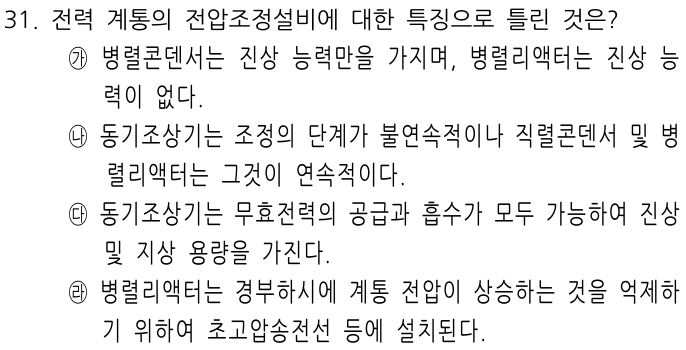 31. 전력 계통의 전압조정설비에 대한 특징으로 틀린 것은?
㉮ 병렬콘덴서는 진상 능력만을 가지며, 병렬리액터는 진상 능
력이 없다.
㉯ 동기조상기는 조정의 단계가 불연속적이나 직렬콘덴서 및 병
렬리액터는 그것이 연속적이다.
㉰ 동기조상기는 무효전력의 공급과 흡수가 모두 가능하여 진상
및 지상 용량을 가진다.
㉱ 병렬리액터는 경부하시에 계통 전압이 상승하는 것을 억제하
기 위하여 초고압송전선 등에 설치된다.